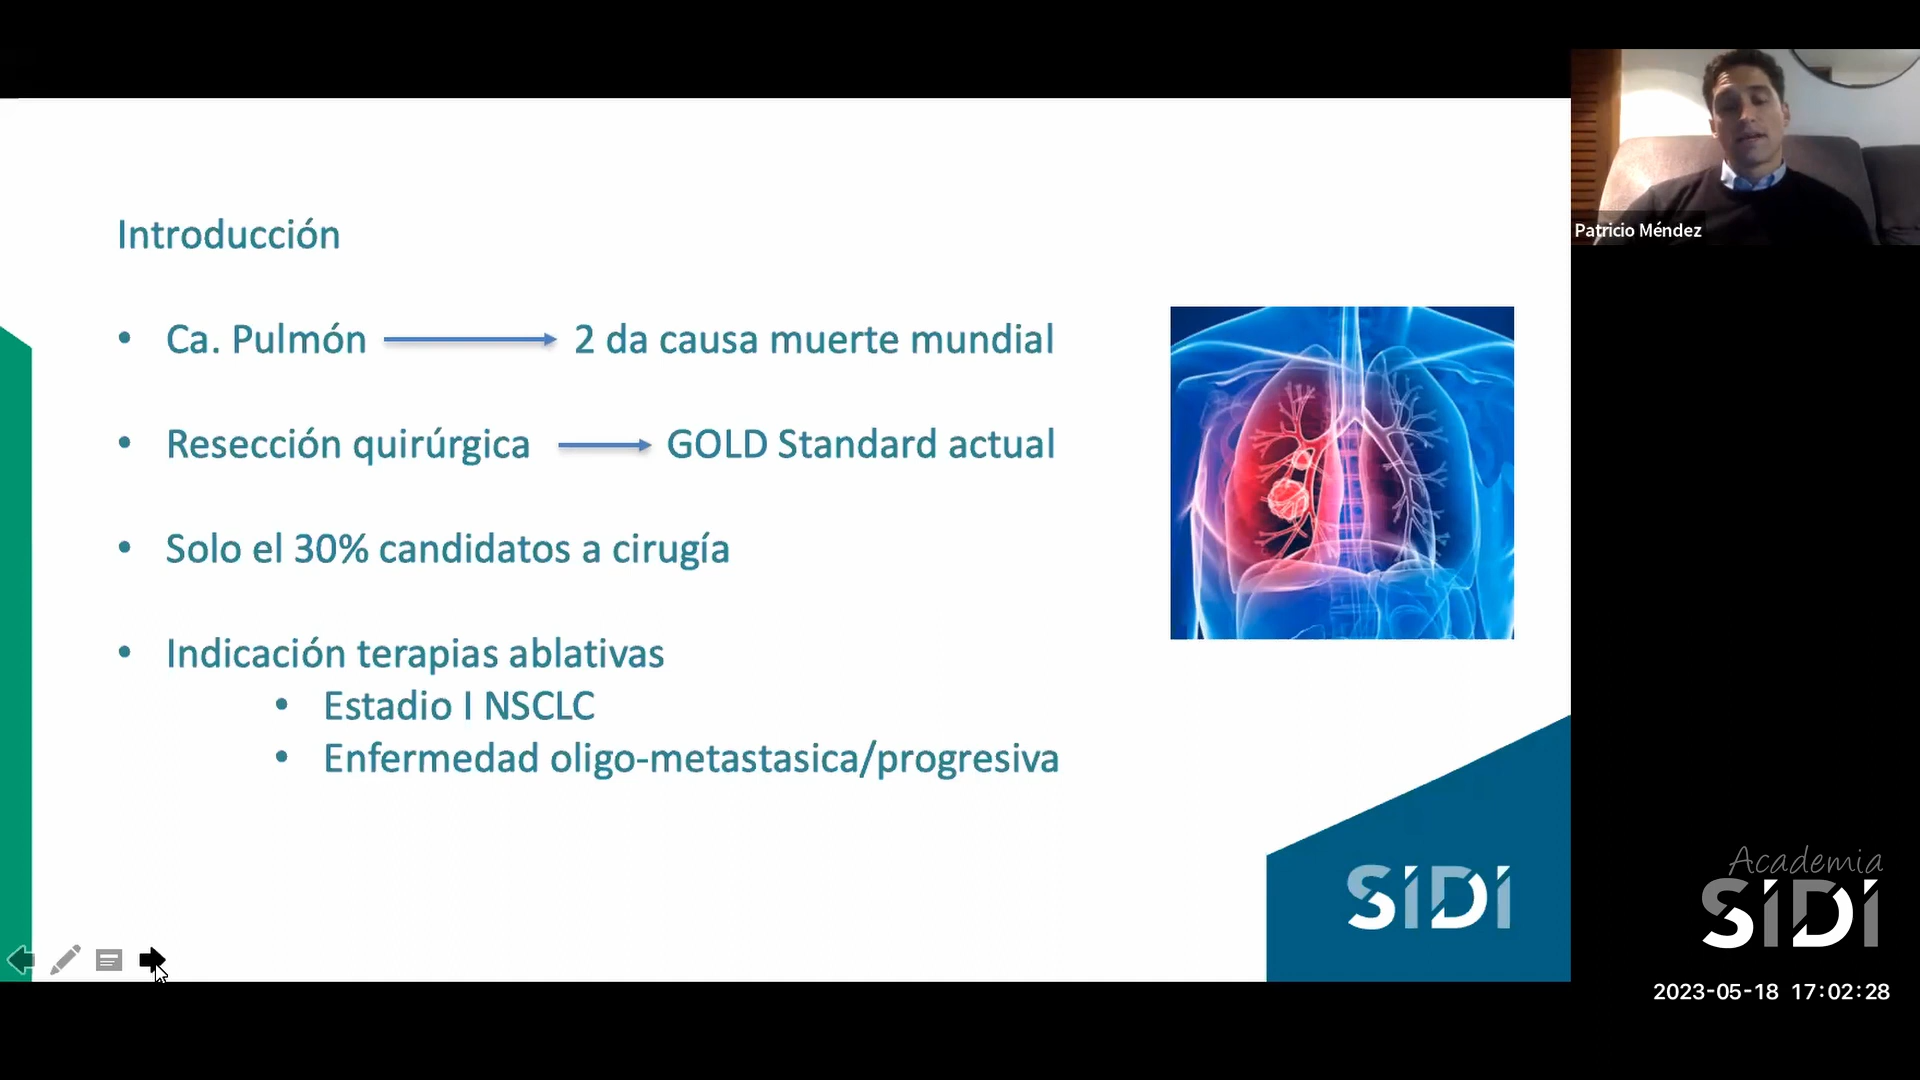 Introducción
• Ca. Pulmón 2 da causa muerte mundial
• Resección quirúrgica GOLD Standard actual
• Solo el 30% candidatos a cirugía
• Indicación terapias ablativas
• Estadio I NSCLC
• Enfermedad oligo-metastasica/progresiva
SIDI
Patricio Méndez
Academia
SIDI
2023-05-18 17:02:28